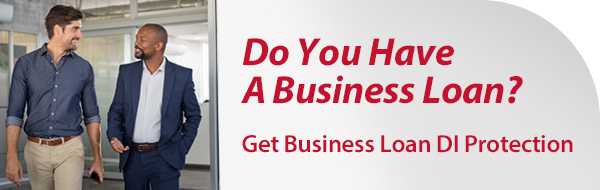 Do You Have
A Business Loan?
Get Business Loan DI Protection